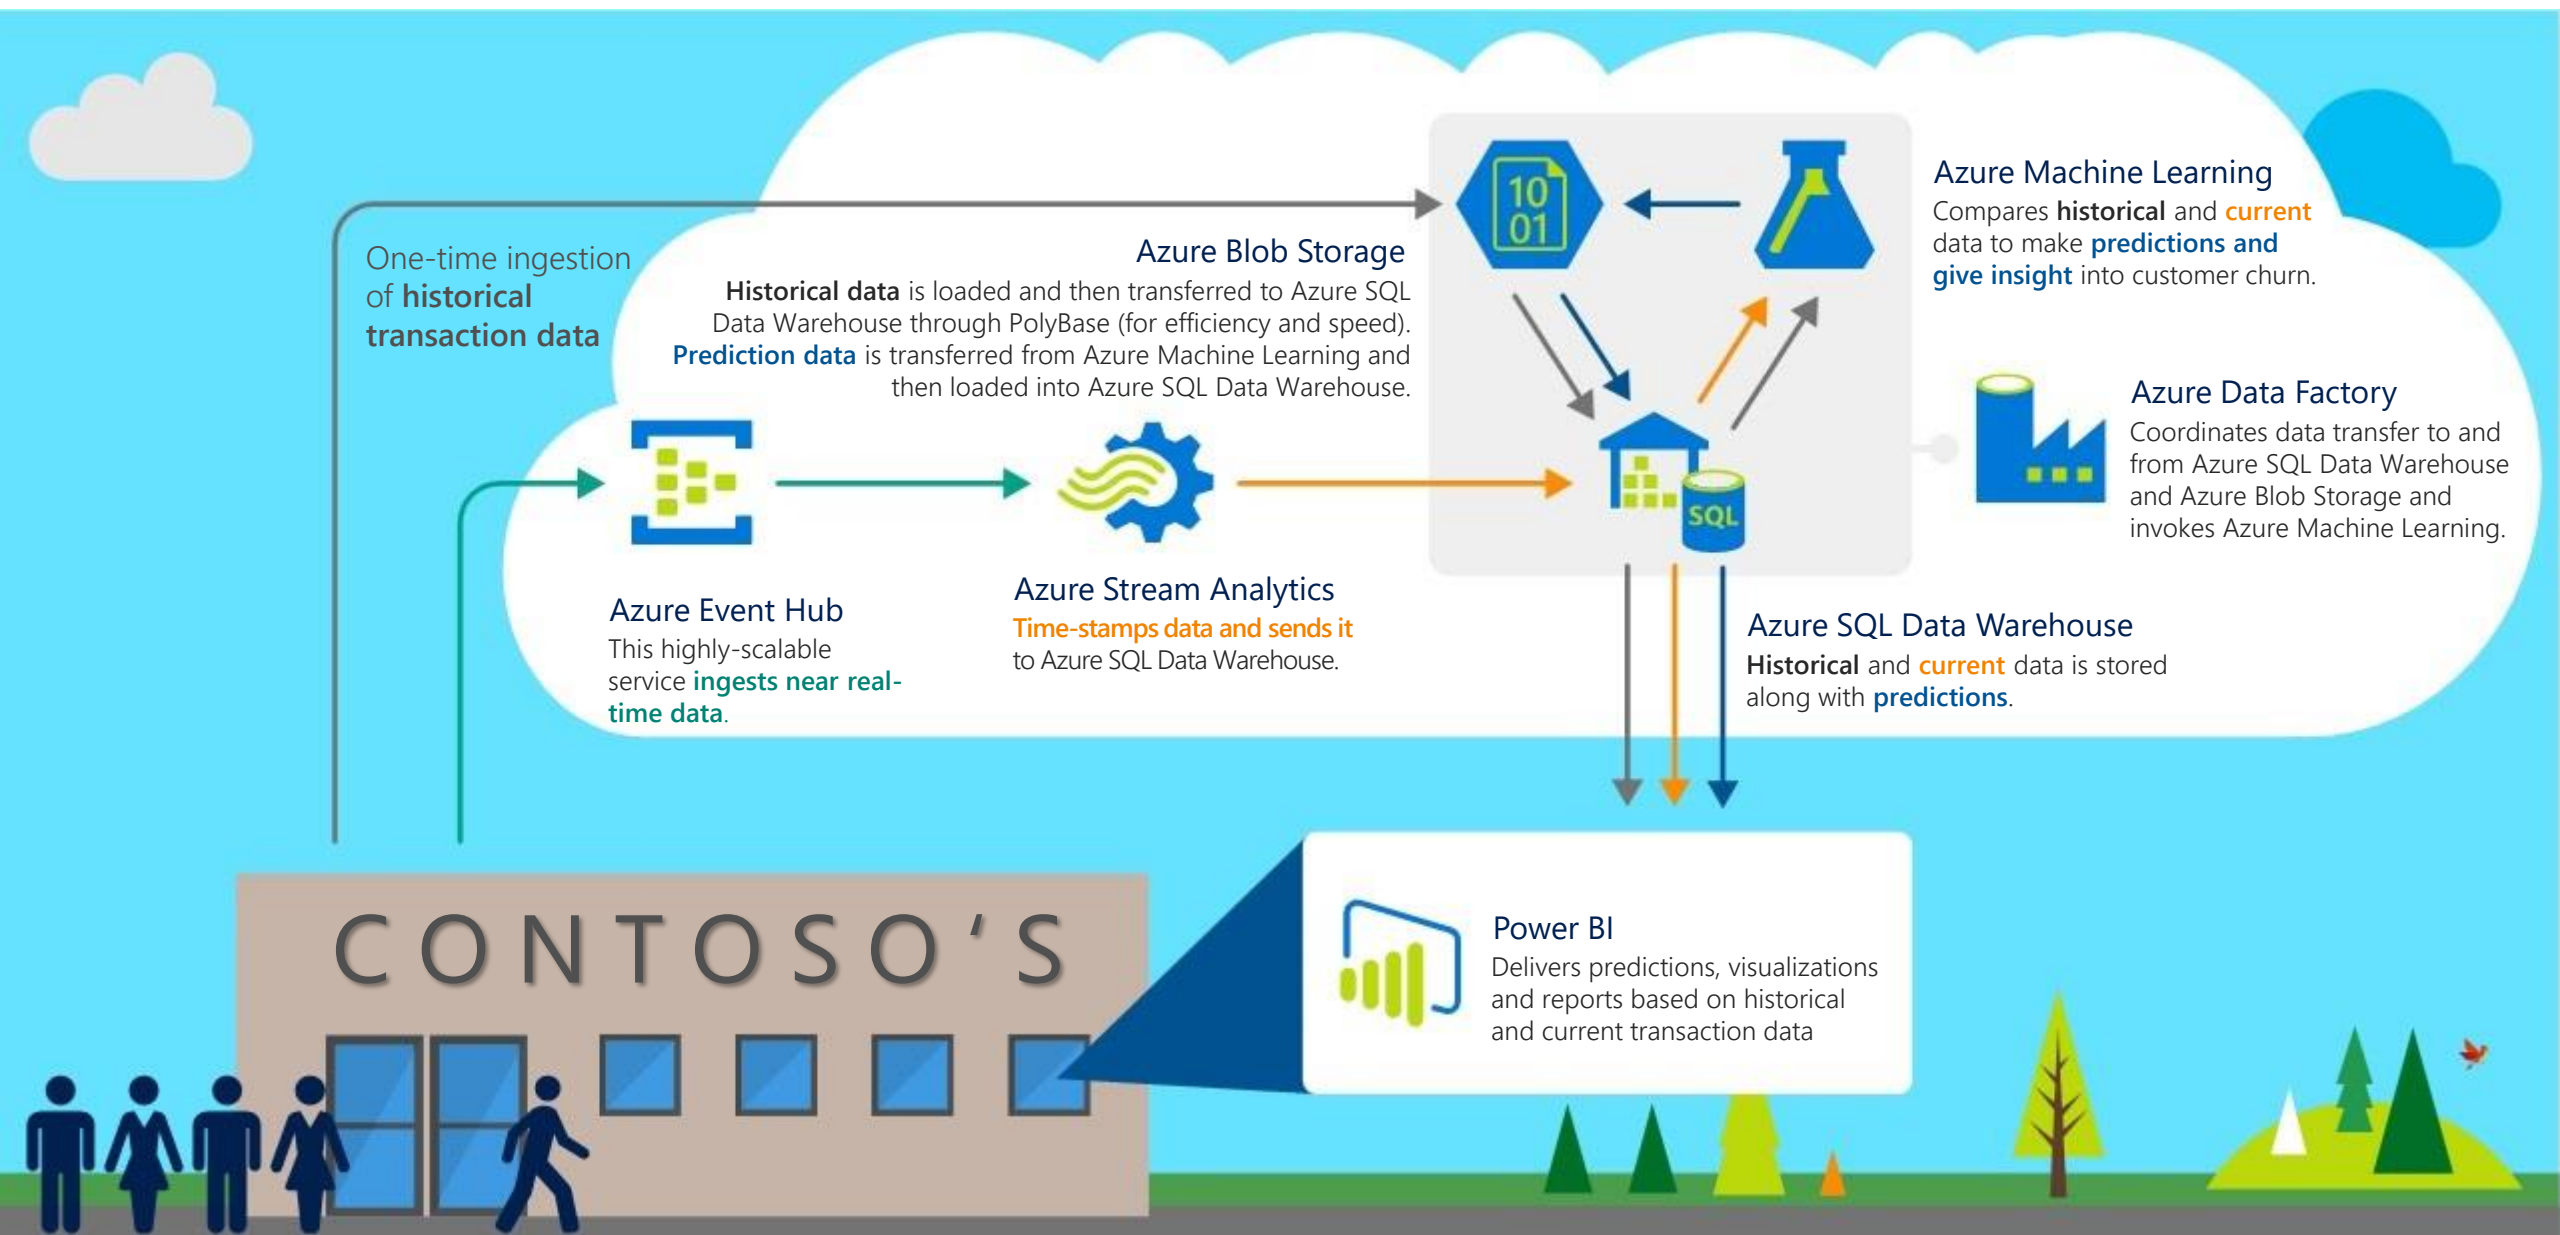 10
01
Azure Machine Learning
Compares historical and current
data to make predictions and
give insight into customer churn.
One-time ingestion
of historical
transaction data
Azure Blob Storage
Historical data is loaded and then transferred to Azure SQL
Data Warehouse through PolyBase (for efficiency and speed).
Prediction data is transferred from Azure Machine Learning and
then loaded into Azure SQL Data Warehouse.
Azure Data Factory
Coordinates data transfer to and
from Azure SQL Data Warehouse
and Azure Blob Storage and
invokes Azure Machine Learning.
SQL
Azure Event Hub
This highly-scalable
service ingests near real-
time data.
Azure Stream Analytics
Time-stamps data and sends it
to Azure SQL Data Warehouse.
Azure SQL Data Warehouse
Historical and current data is stored
along with predictions.
CONTOSO‘S
Power BI
Delivers predictions, visualizations
and reports based on historical
and current transaction data